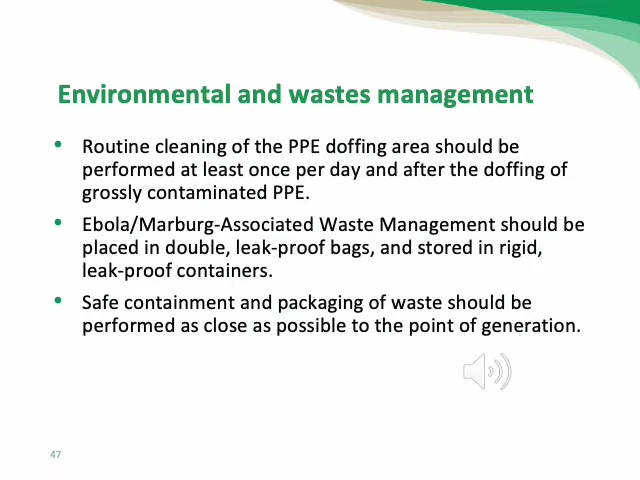 Environmental and wastes management
• Routine cleaning of the PPE doffing area should be
performed at least once per day and after the doffing of
grossly contaminated PPE.
• Ebola/Marburg-Associated Waste Management should be
placed in double, leak-proof bags, and stored in rigid,
leak-proof containers.
• Safe containment and packaging of waste should be
performed as close as possible to the point of generation.
47